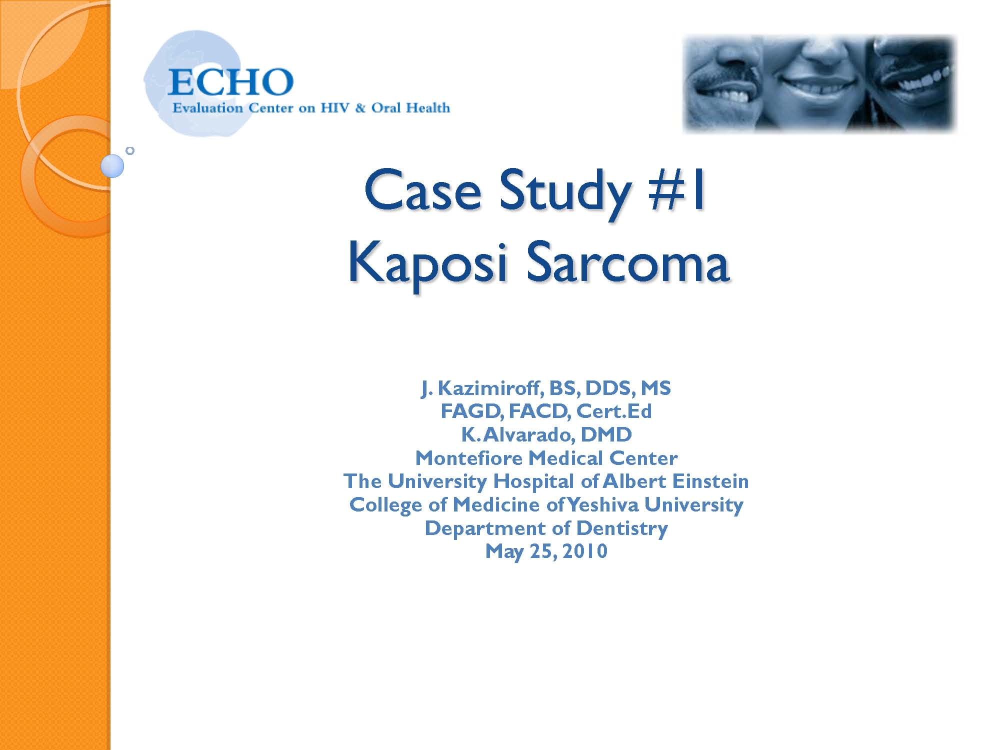 ECHO
Evaluation Center on HIV & Oral Health
Case Study #1
Kaposi Sarcoma
J. Kazimiroff, BS, DDS, MS
FAGD, FACD, Cert.Ed
K. Alvarado, DMD
Montefiore Medical Center
The University Hospital of Albert Einstein
College of Medicine of Yeshiva University
Department of Dentistry
May 25, 2010